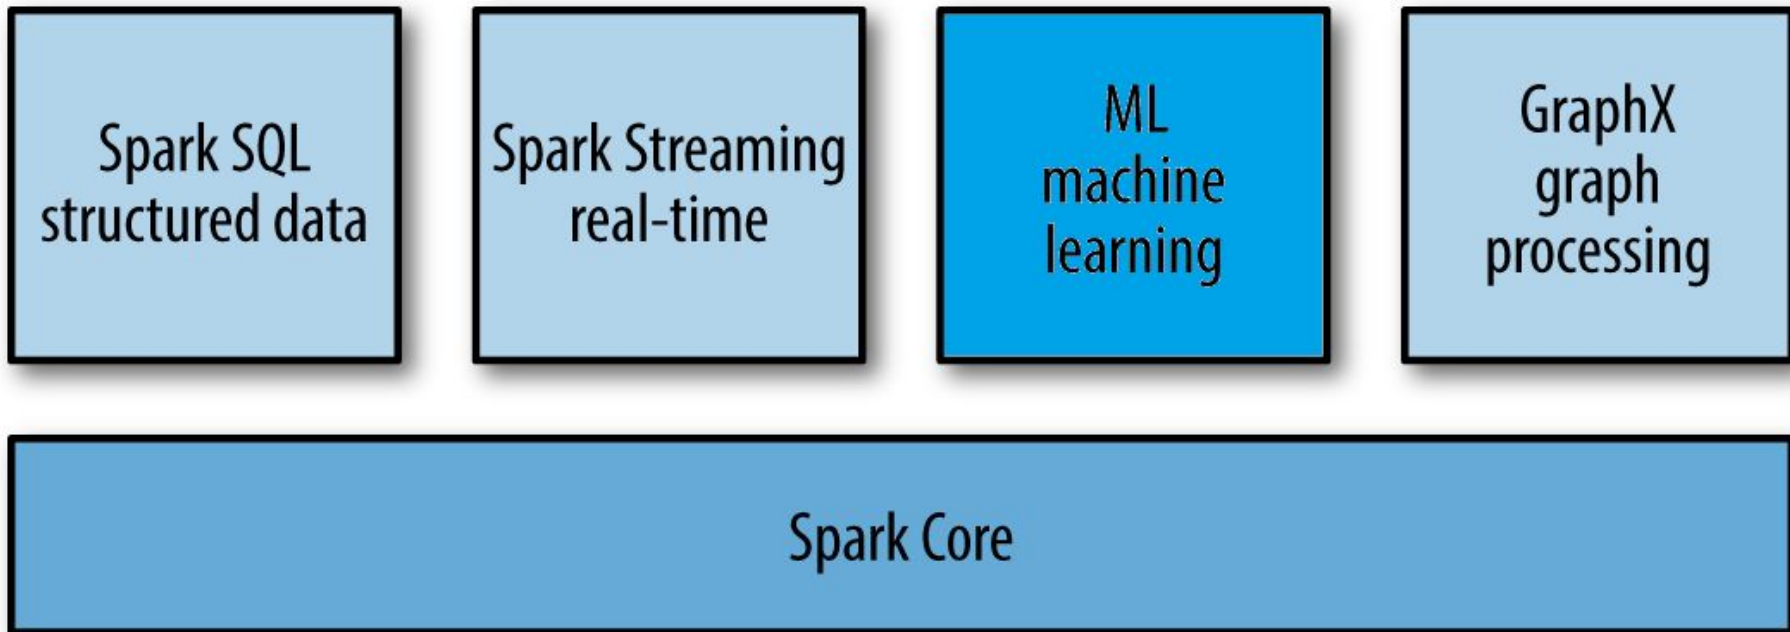 Spark SQL
structured data
Spark Streaming
real-time
ML
machine
learning
GraphX
graph
processing
Spark Core